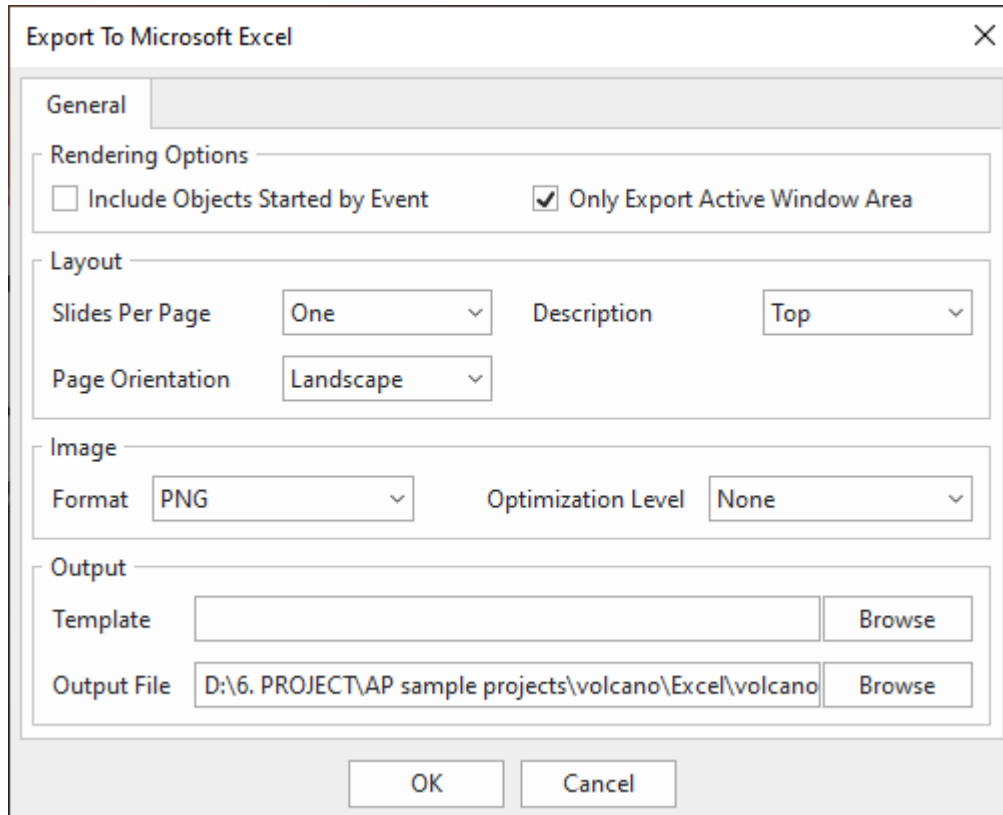 Export To Microsoft Excel
General
Rendering Options
Include Objects Started by Event Only Export Active Window Area
Layout
Slides Per Page One Description Top
Page Orientation Landscape
Image
Format PNG Optimization Level None
Output
Template Browse
Output File D:\6. PROJECT\AP sample projects\volcano\Excel\volcano Browse
OK Cancel